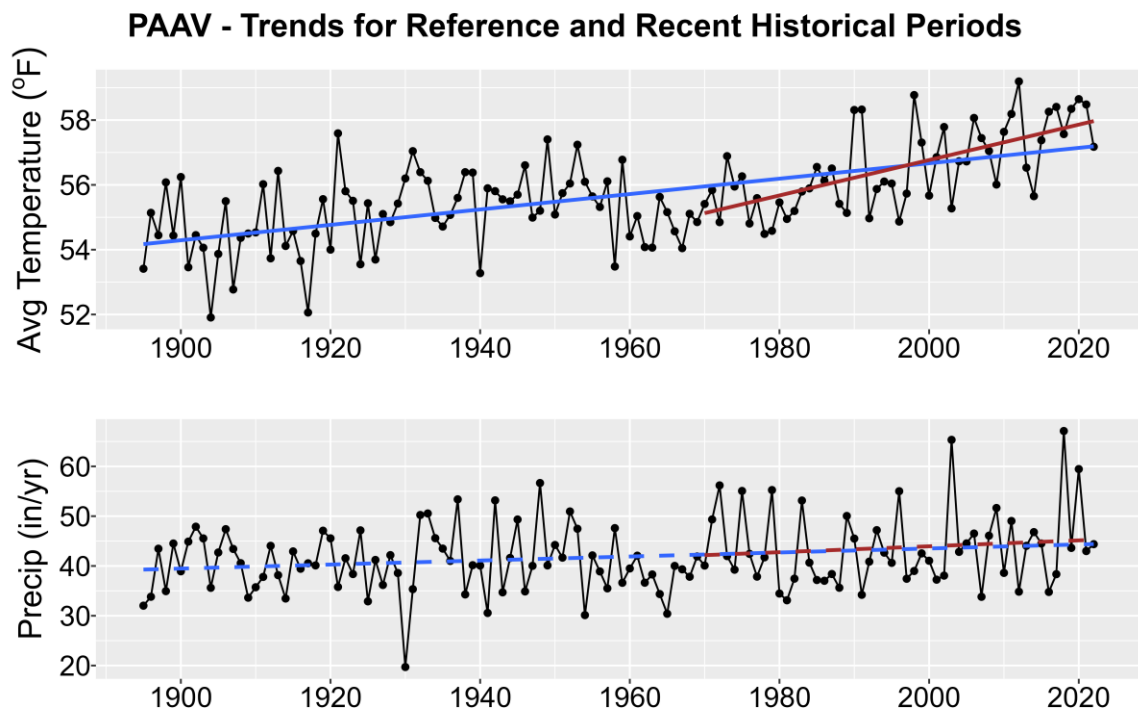 PAAV - Trends for Reference and Recent Historical Periods
Avg Temperature (°F)
58
56
54
52
1900 1920 1940 1960 1980 2000 2020
Precip (in/yr)
60
50
40
30
20
1900 1920 1940 1960 1980 2000 2020